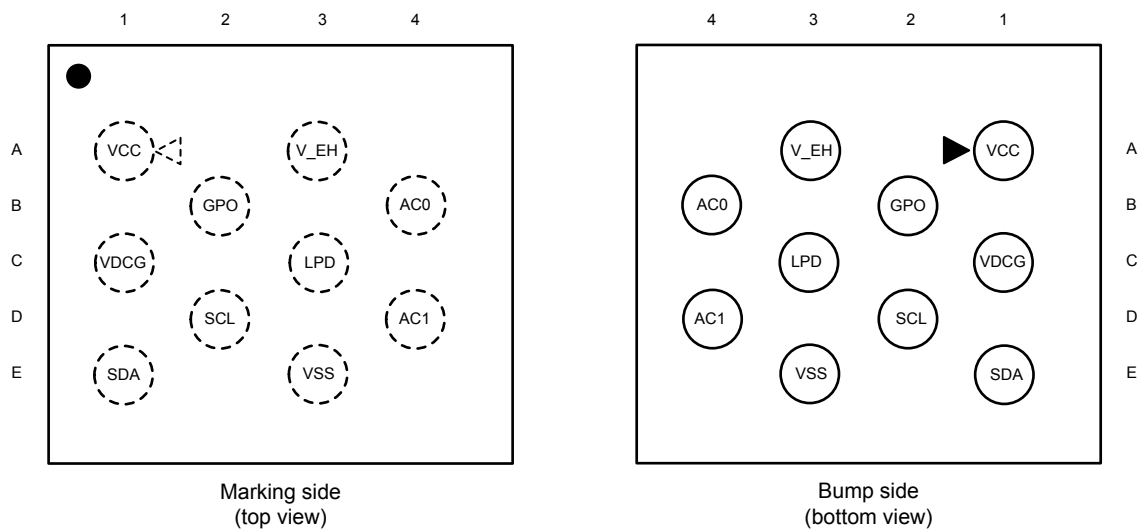 1 2 3 4 4 3 2 1
A VCC V_EH V_EH VCC A
B GPO AC0 AC0 GPO B
C VDCG LPD LPD VDCG C
D SCL AC1 AC1 SCL D
E SDA VSS VSS SDA E
Marking side Bump side
(top view) (bottom view)